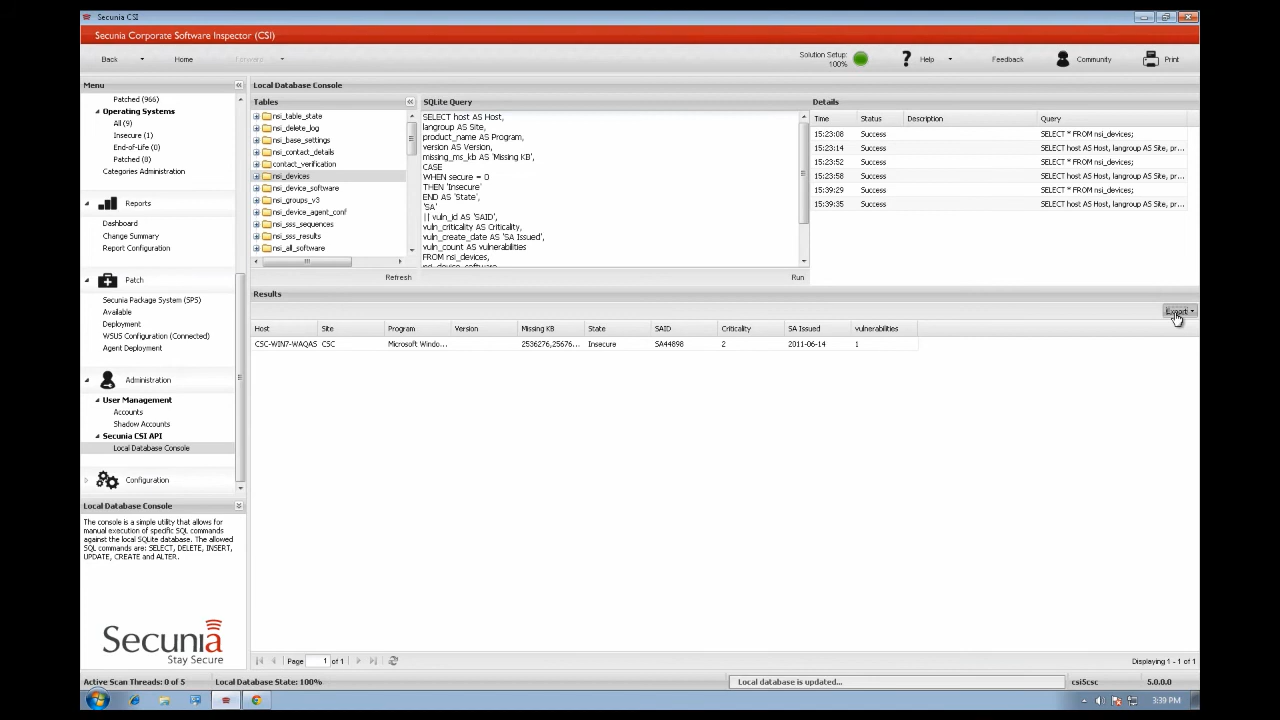 Secunia CSI
Secunia Corporate Software Inspector (CSI)
Back
Home
Forward
Solution Setup:
100%
Help
Feedback
Community
Print
Menu
Patched (966)
Operating Systems
All (9)
Insecure (1)
End-of-Life (0)
Patched (8)
Categories Administration
Reports
Dashboard
Change Summary
Report Configuration
Patch
Secunia Package System (SPS)
Available
Deployment
WSUS Configuration (Connected)
Agent Deployment
Administration
User Management
Accounts
Shadow Accounts
Secunia CSI API
Local Database Console
Configuration
Local Database Console
The console is a simple utility that allows for
manual execution of specific SQL commands
against the local SQLite database. The allowed
SQL commands are: SELECT, DELETE, INSERT,
UPDATE, CREATE and ALTER.
Secunia
Stay Secure
Local Database Console
Tables
nsi_table_state
nsi_delete_log
nsi_base_settings
nsi_contact_details
contact_verification
nsi_devices
nsi_device_software
nsi_groups_v3
nsi_device_agent_conf
nsi_sss_sequences
nsi_sss_results
nsi_all_software
Refresh
SQLite Query
SELECT host AS Host,
langroup AS Site,
product_name AS Program,
version AS Version,
missing_ms_kb AS 'Missing KB',
CASE
WHEN secure = 0
THEN 'Insecure'
END AS 'State',
'SA'
|| vuln_id AS 'SAID',
vuln_criticality AS Criticality,
vuln_create_date AS 'SA Issued',
vuln_count AS vulnerabilities
FROM nsi_devices,
nsi_device_software
Run
Details
Time Status Description Query
15:23:08 Success SELECT * FROM nsi_devices;
15:23:14 Success SELECT host AS Host, langroup AS Site, pr...
15:23:52 Success SELECT * FROM nsi_devices;
15:23:58 Success SELECT host AS Host, langroup AS Site, pr...
15:39:29 Success SELECT * FROM nsi_devices;
15:39:35 Success SELECT host AS Host, langroup AS Site, pr...
Results
Export
Host Site Program Version Missing KB State SAID Criticality SA Issued vulnerabilities
CSC-WIN7-WAQAS CSC Microsoft Windo... 2536276,25676... Insecure SA44898 2 2011-06-14 1
Page 1 of 1
Displaying 1 - 1 of 1
Active Scan Threads: 0 of 5
Local Database State: 100%
Local database is updated...
csi5csc
5.0.0.0
3:39 PM